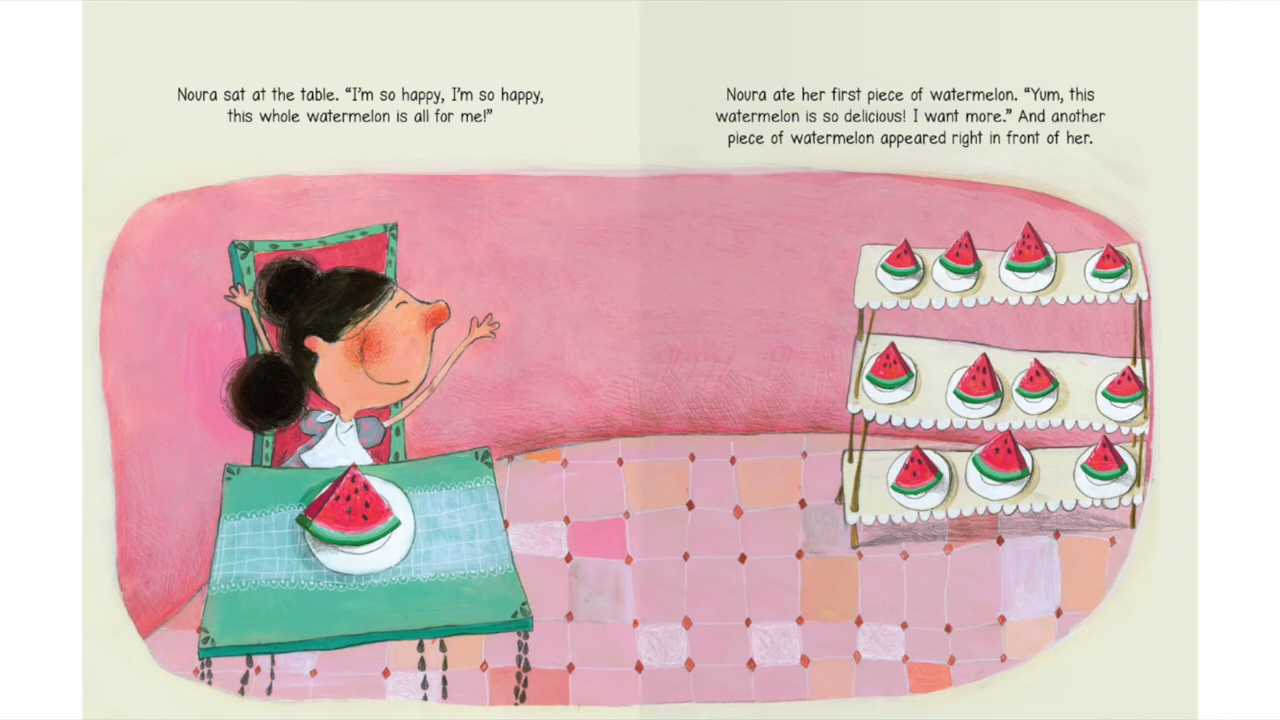 Noura sat at the table. “I’m so happy, I’m so happy,
this whole watermelon is all for me!”
Noura ate her first piece of watermelon. “Yum, this
watermelon is so delicious! I want more.” And another
piece of watermelon appeared right in front of her.